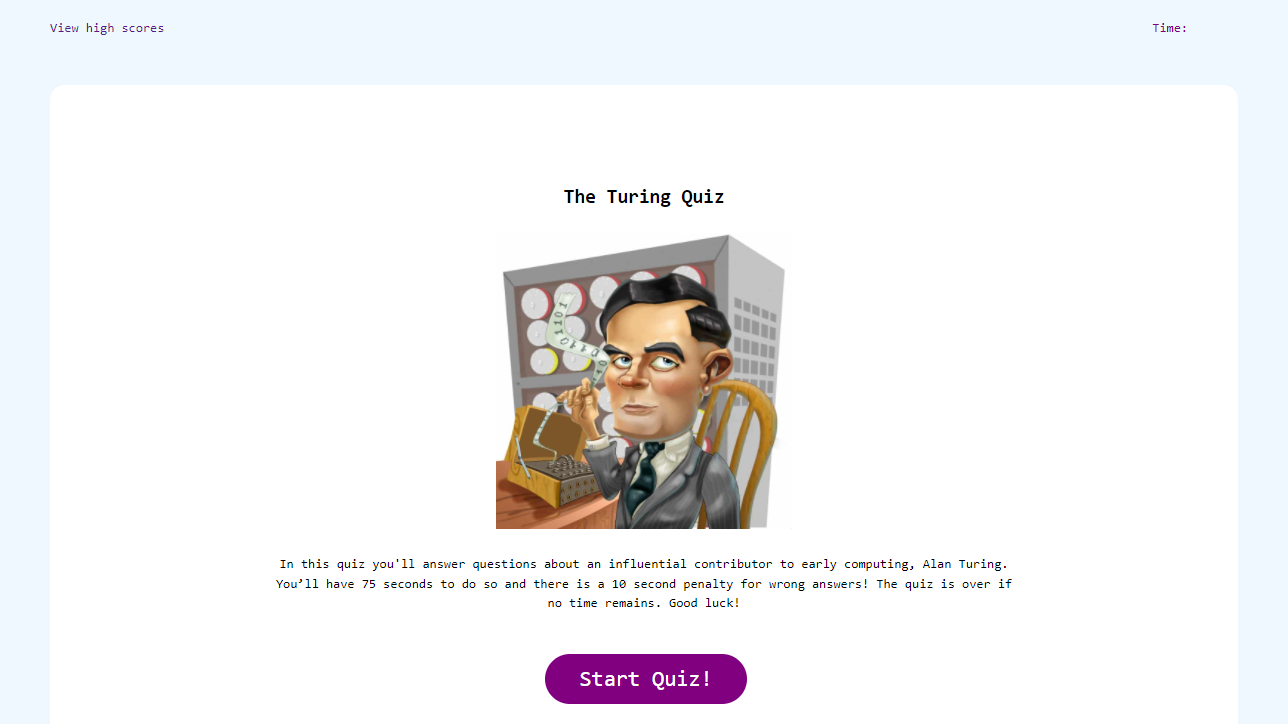 View high scores
Time:
The Turing Quiz
1101
0110
In this quiz you'll answer questions about an influential contributor to early computing, Alan Turing.
You’ll have 75 seconds to do so and there is a 10 second penalty for wrong answers! The quiz is over if
no time remains. Good luck!
Start Quiz!